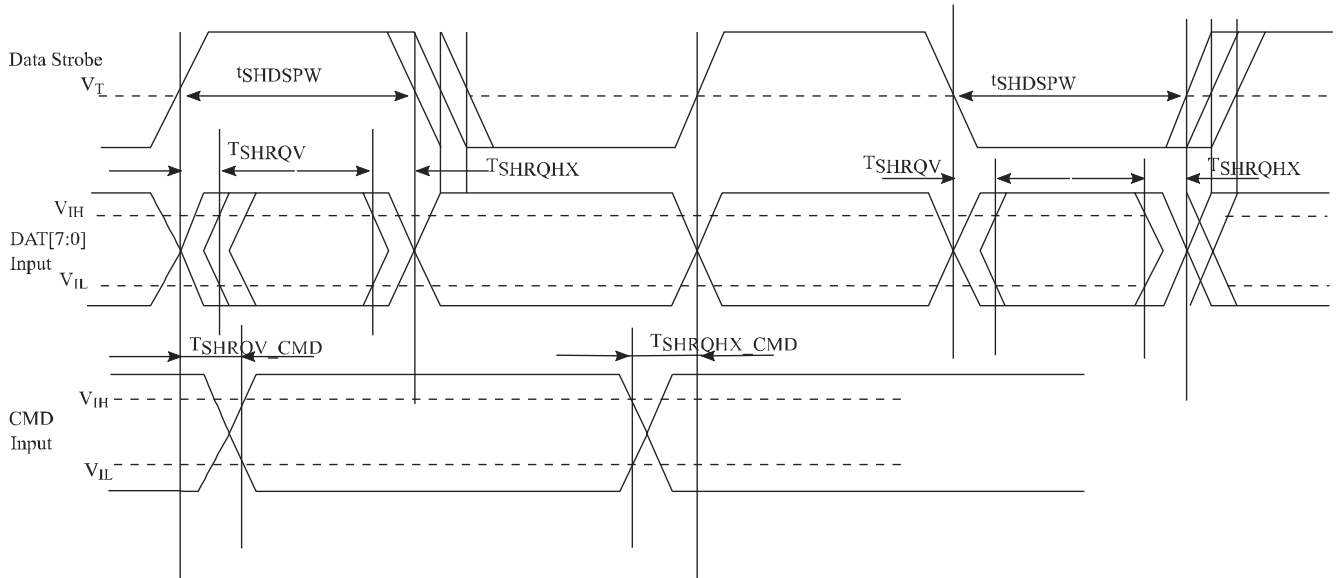 Data Strobe
VT
tSHDSPW
tSHDSPW
TSHRQV
TSHRQHX
TSHRQV
TSHRQHX
VIH
DAT[7:0]
Input
VIL
TSHRQV_CMD
TSHRQHX_CMD
VIH
CMD
Input
VIL